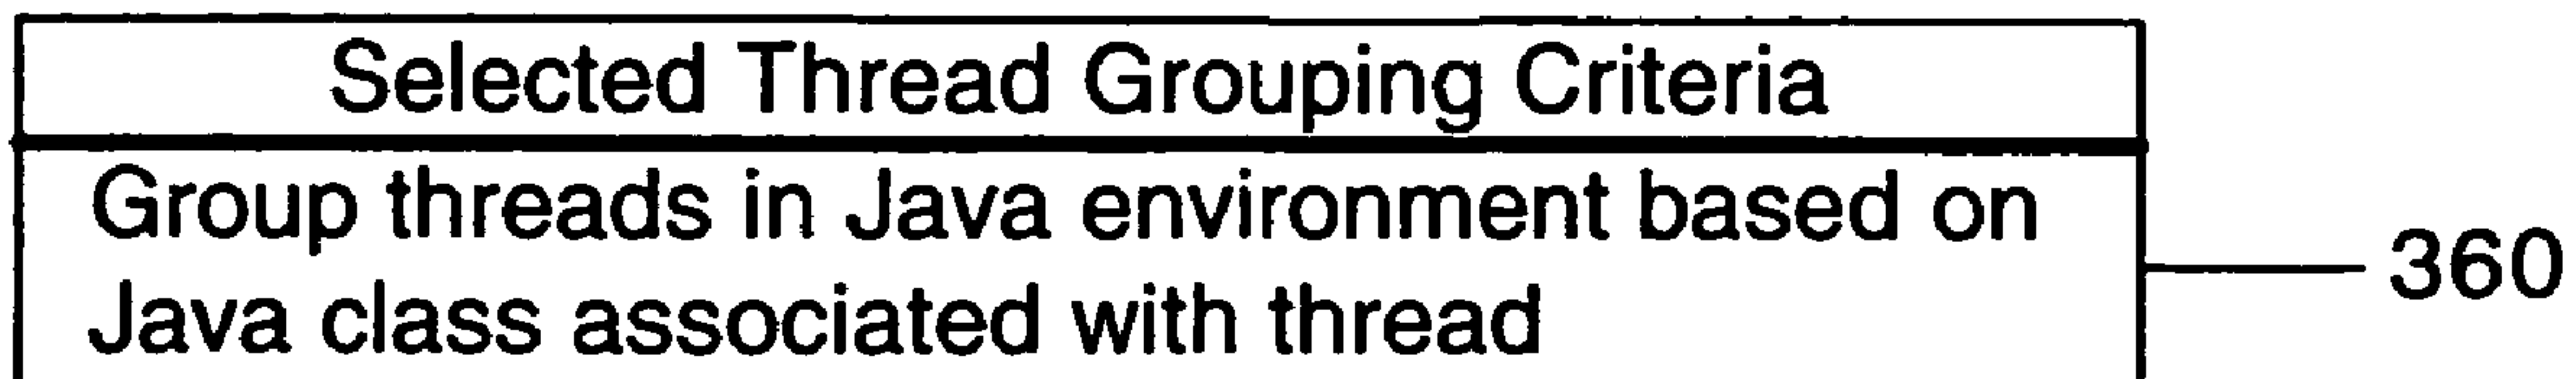 Selected Thread Grouping Criteria
Group threads in Java environment based on
Java class associated with thread
360